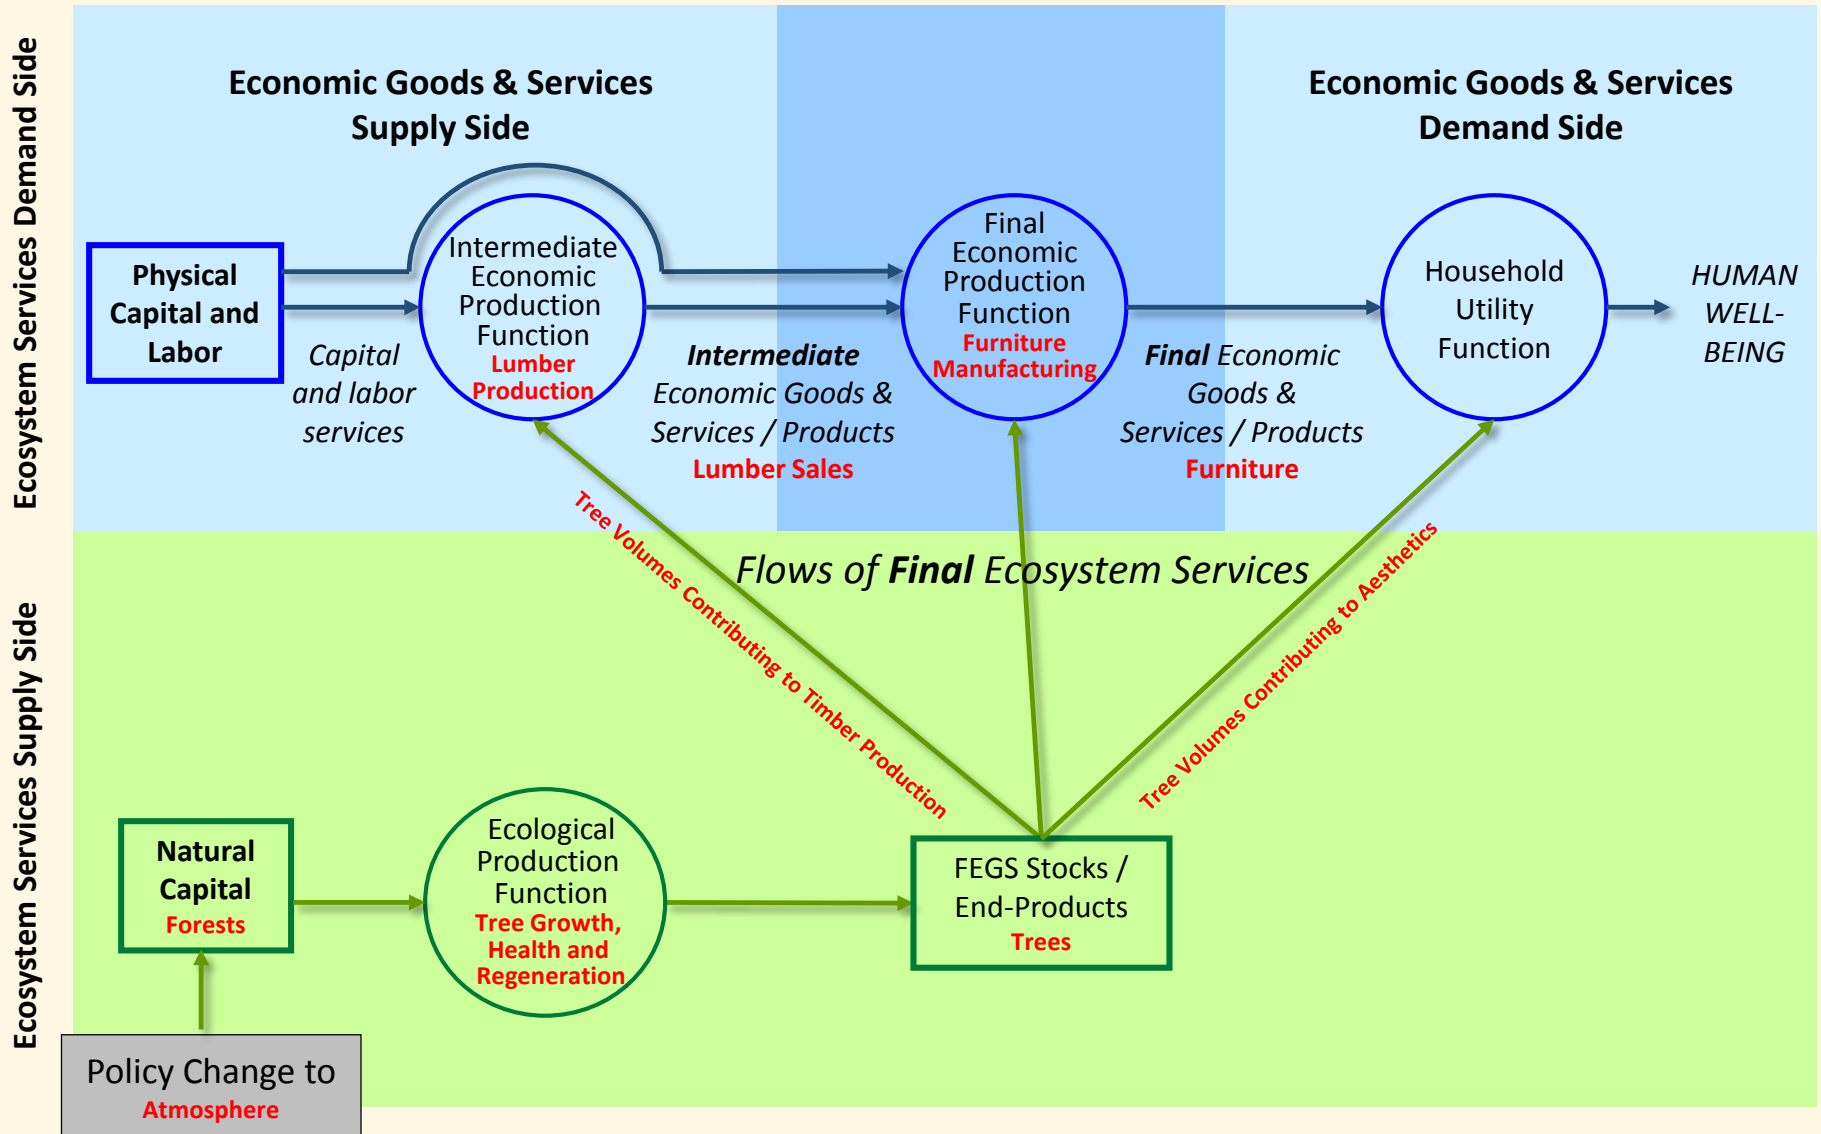 Ecosystem Services Demand Side
Economic Goods & Services
Supply Side
Economic Goods & Services
Demand Side
Physical
Capital and
Labor
Capital
and labor
services
Intermediate
Economic
Production
Function
Lumber
Production
Intermediate
Economic Goods &
Services / Products
Lumber Sales
Final
Economic
Production
Function
Furniture
Manufacturing
Final Economic
Goods &
Services / Products
Furniture
Household
Utility
Function
HUMAN
WELL-
BEING
Ecosystem Services Supply Side
Flows of Final Ecosystem Services
Tree Volumes Contributing to Timber Production
Tree Volumes Contributing to Aesthetics
Natural
Capital
Forests
Ecological
Production
Function
Tree Growth,
Health and
Regeneration
FEGS Stocks /
End-Products
Trees
Policy Change to
Atmosphere